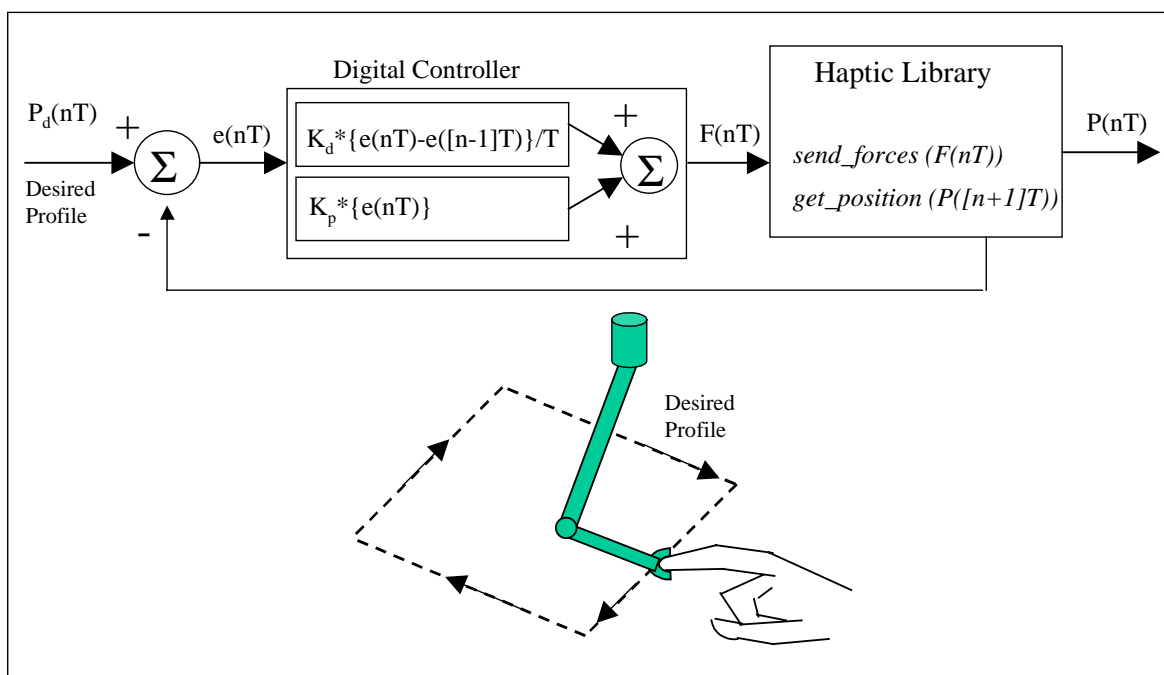 Digital Controller
Haptic Library
P_d(nT)
+
Σ
-
Desired
Profile
e(nT)
K_d*{e(nT)-e([n-1]T)}/T
K_p*{e(nT)}
+
Σ
+
F(nT)
send_forces (F(nT))
get_position (P([n+1]T))
P(nT)
Desired
Profile